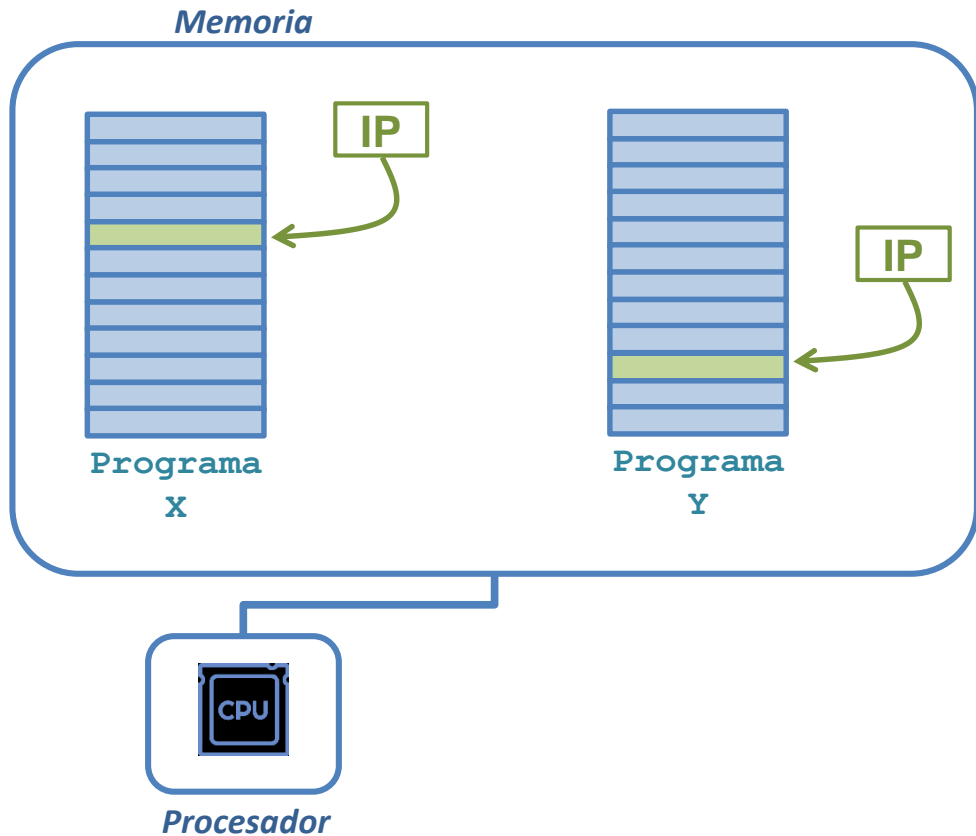 Memoria
IP
IP
Programa
X
Programa
Y
CPU
Procesador